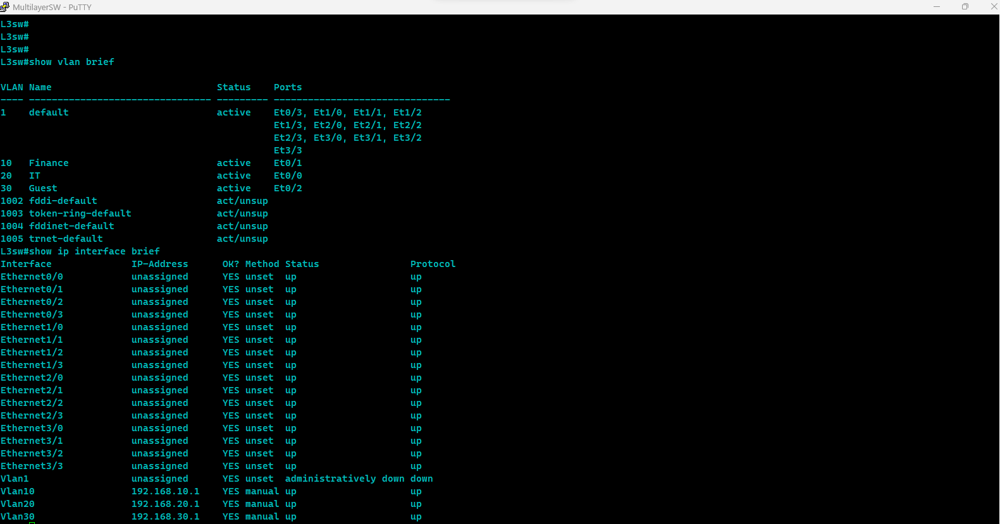 MultilayerSW - PuTTY
L3sw#
L3sw#
L3sw#
L3sw#show vlan brief
VLAN Name                             Status    Ports
---- -------------------------------- --------- -------------------------------
1    default                          active    Et0/3, Et1/0, Et1/1, Et1/2
                                                Et1/3, Et2/0, Et2/1, Et2/2
                                                Et2/3, Et3/0, Et3/1, Et3/2
                                                Et3/3
10   Finance                          active    Et0/1
20   IT                               active    Et0/0
30   Guest                            active    Et0/2
1002 fddi-default                     act/unsup
1003 token-ring-default               act/unsup
1004 fddinet-default                  act/unsup
1005 trnet-default                    act/unsup
L3sw#show ip interface brief
Interface              IP-Address      OK? Method Status                Protocol
Ethernet0/0            unassigned      YES unset  up                    up
Ethernet0/1            unassigned      YES unset  up                    up
Ethernet0/2            unassigned      YES unset  up                    up
Ethernet0/3            unassigned      YES unset  up                    up
Ethernet1/0            unassigned      YES unset  up                    up
Ethernet1/1            unassigned      YES unset  up                    up
Ethernet1/2            unassigned      YES unset  up                    up
Ethernet1/3            unassigned      YES unset  up                    up
Ethernet2/0            unassigned      YES unset  up                    up
Ethernet2/1            unassigned      YES unset  up                    up
Ethernet2/2            unassigned      YES unset  up                    up
Ethernet2/3            unassigned      YES unset  up                    up
Ethernet3/0            unassigned      YES unset  up                    up
Ethernet3/1            unassigned      YES unset  up                    up
Ethernet3/2            unassigned      YES unset  up                    up
Ethernet3/3            unassigned      YES unset  up                    up
Vlan1                  unassigned      YES unset  administratively down down
Vlan10                 192.168.10.1    YES manual up                    up
Vlan20                 192.168.20.1    YES manual up                    up
Vlan30                 192.168.30.1    YES manual up                    up